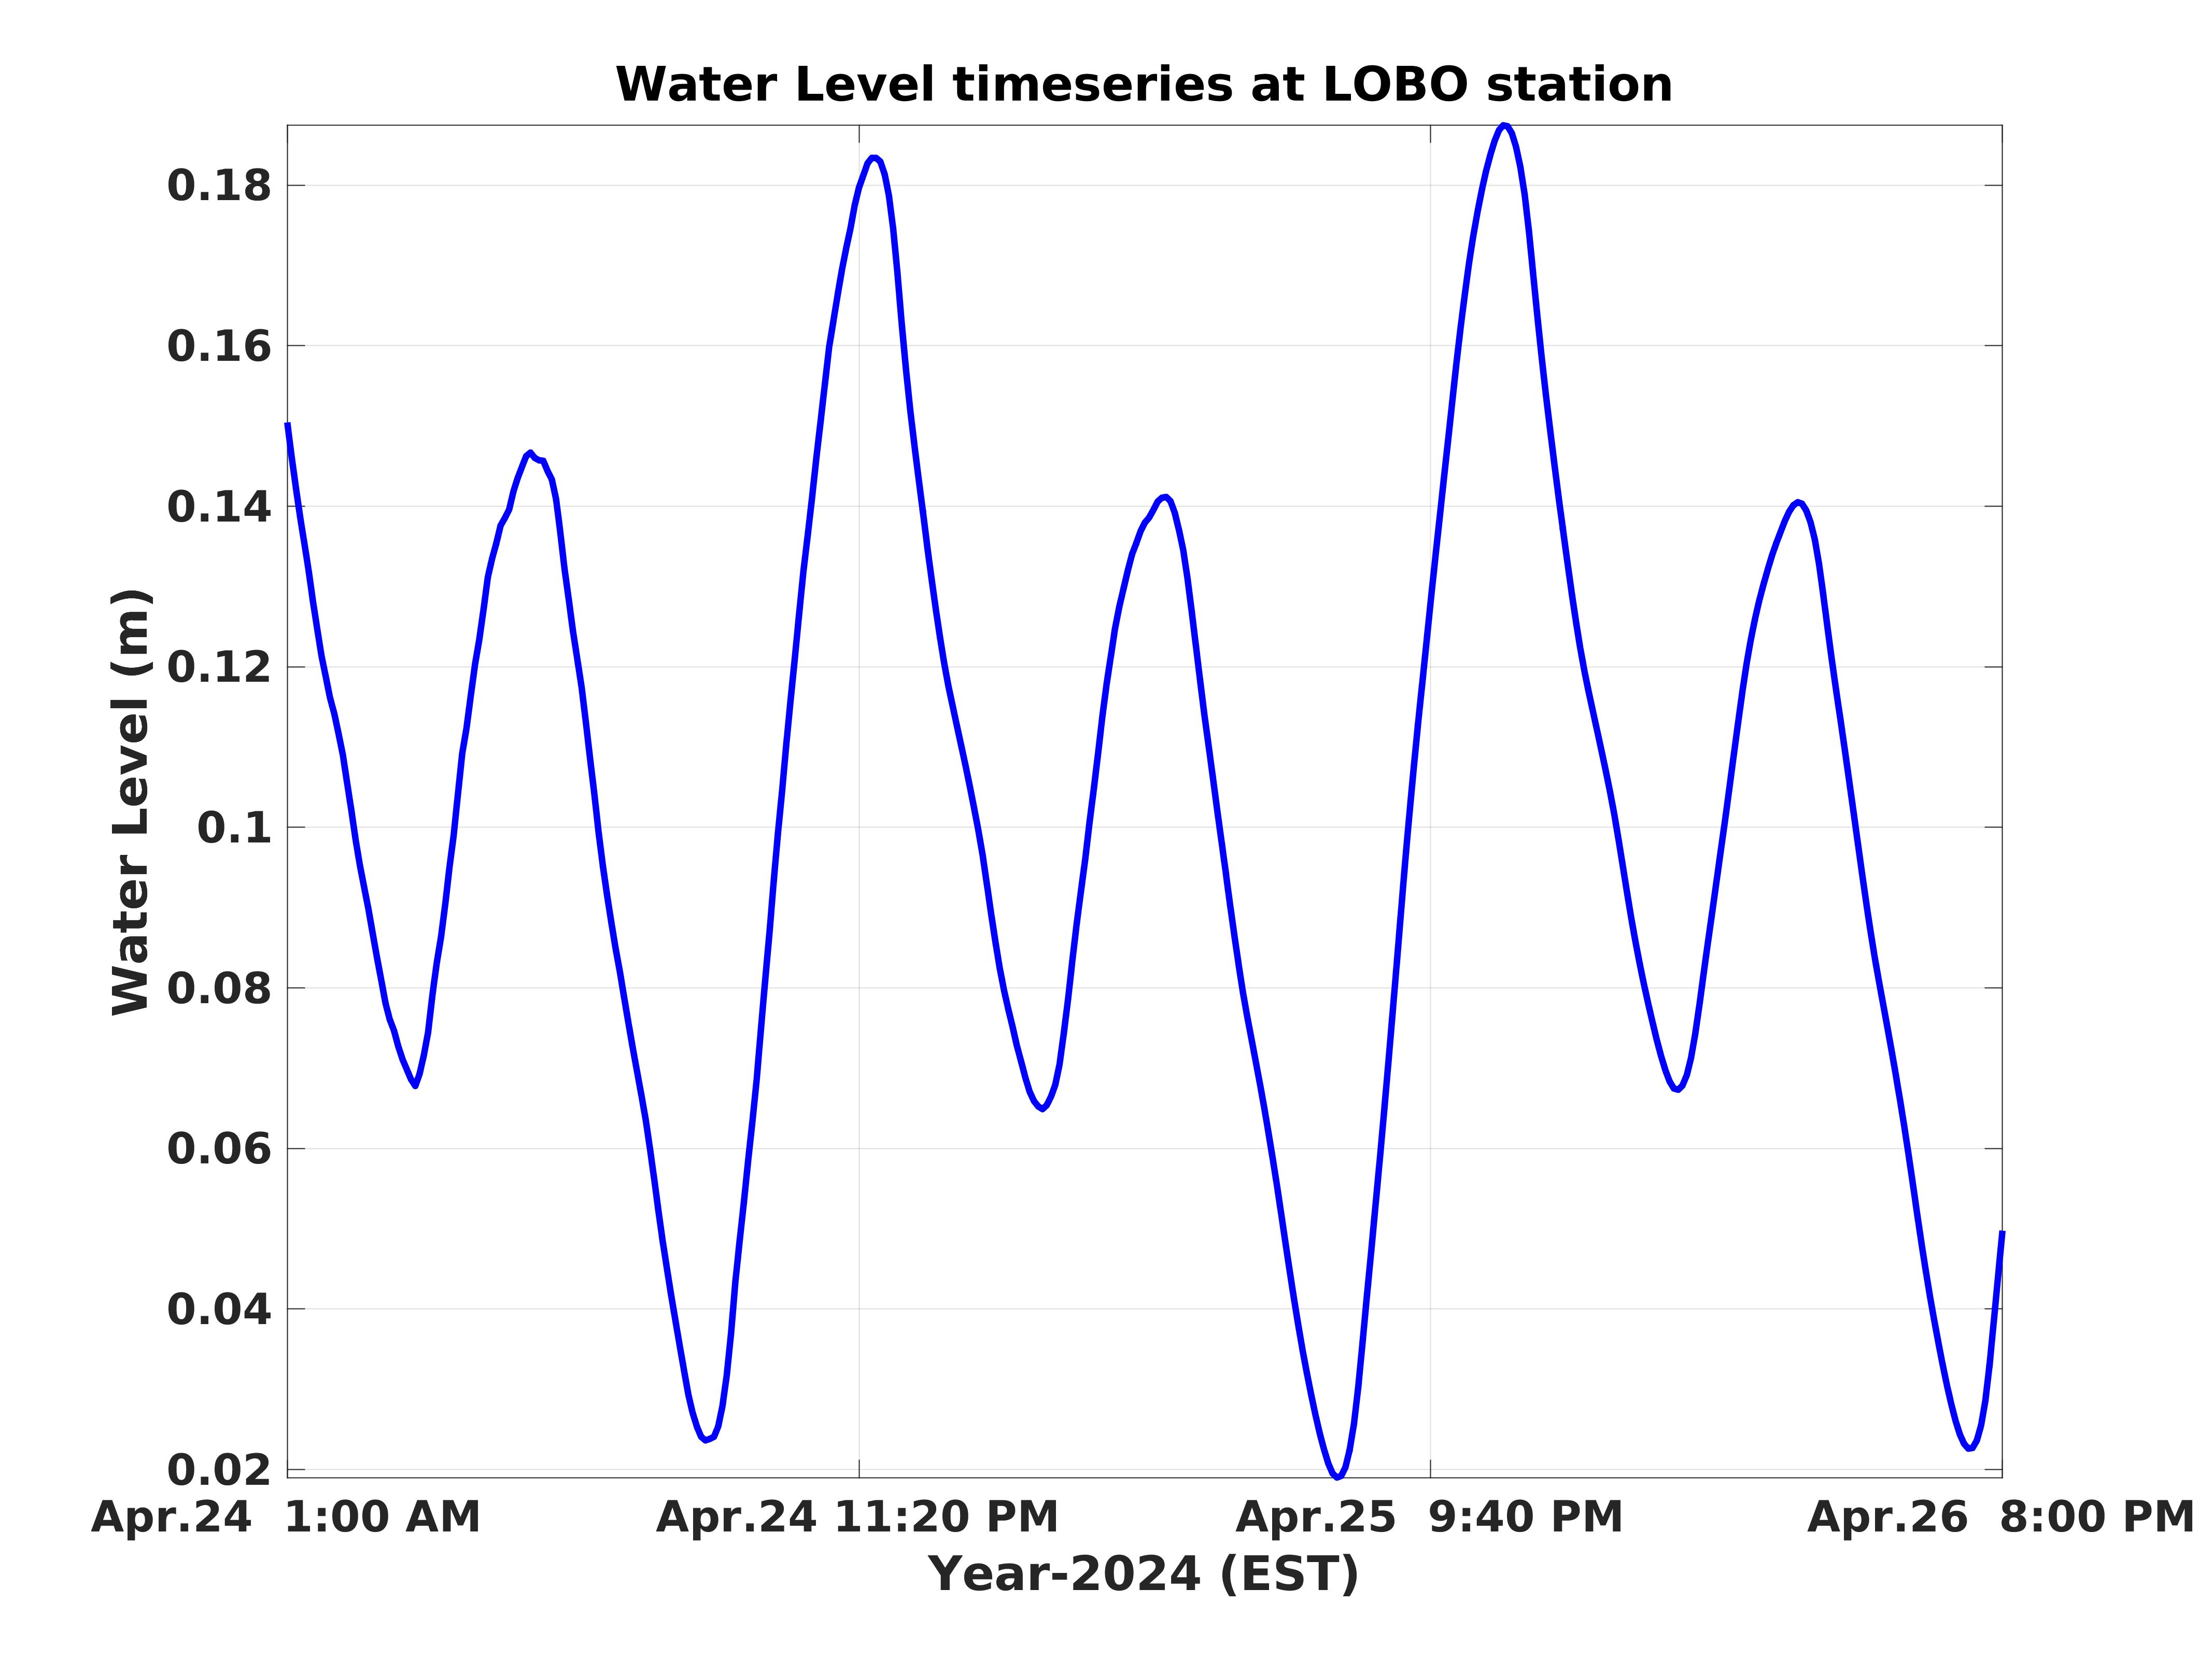 Water Level timeseries at LOBO station
Water Level (m)
0.18
0.16
0.14
0.12
0.1
0.08
0.06
0.04
0.02
Apr.24  1:00 AM
Apr.24 11:20 PM
Apr.25  9:40 PM
Apr.26  8:00 PM
Year-2024 (EST)